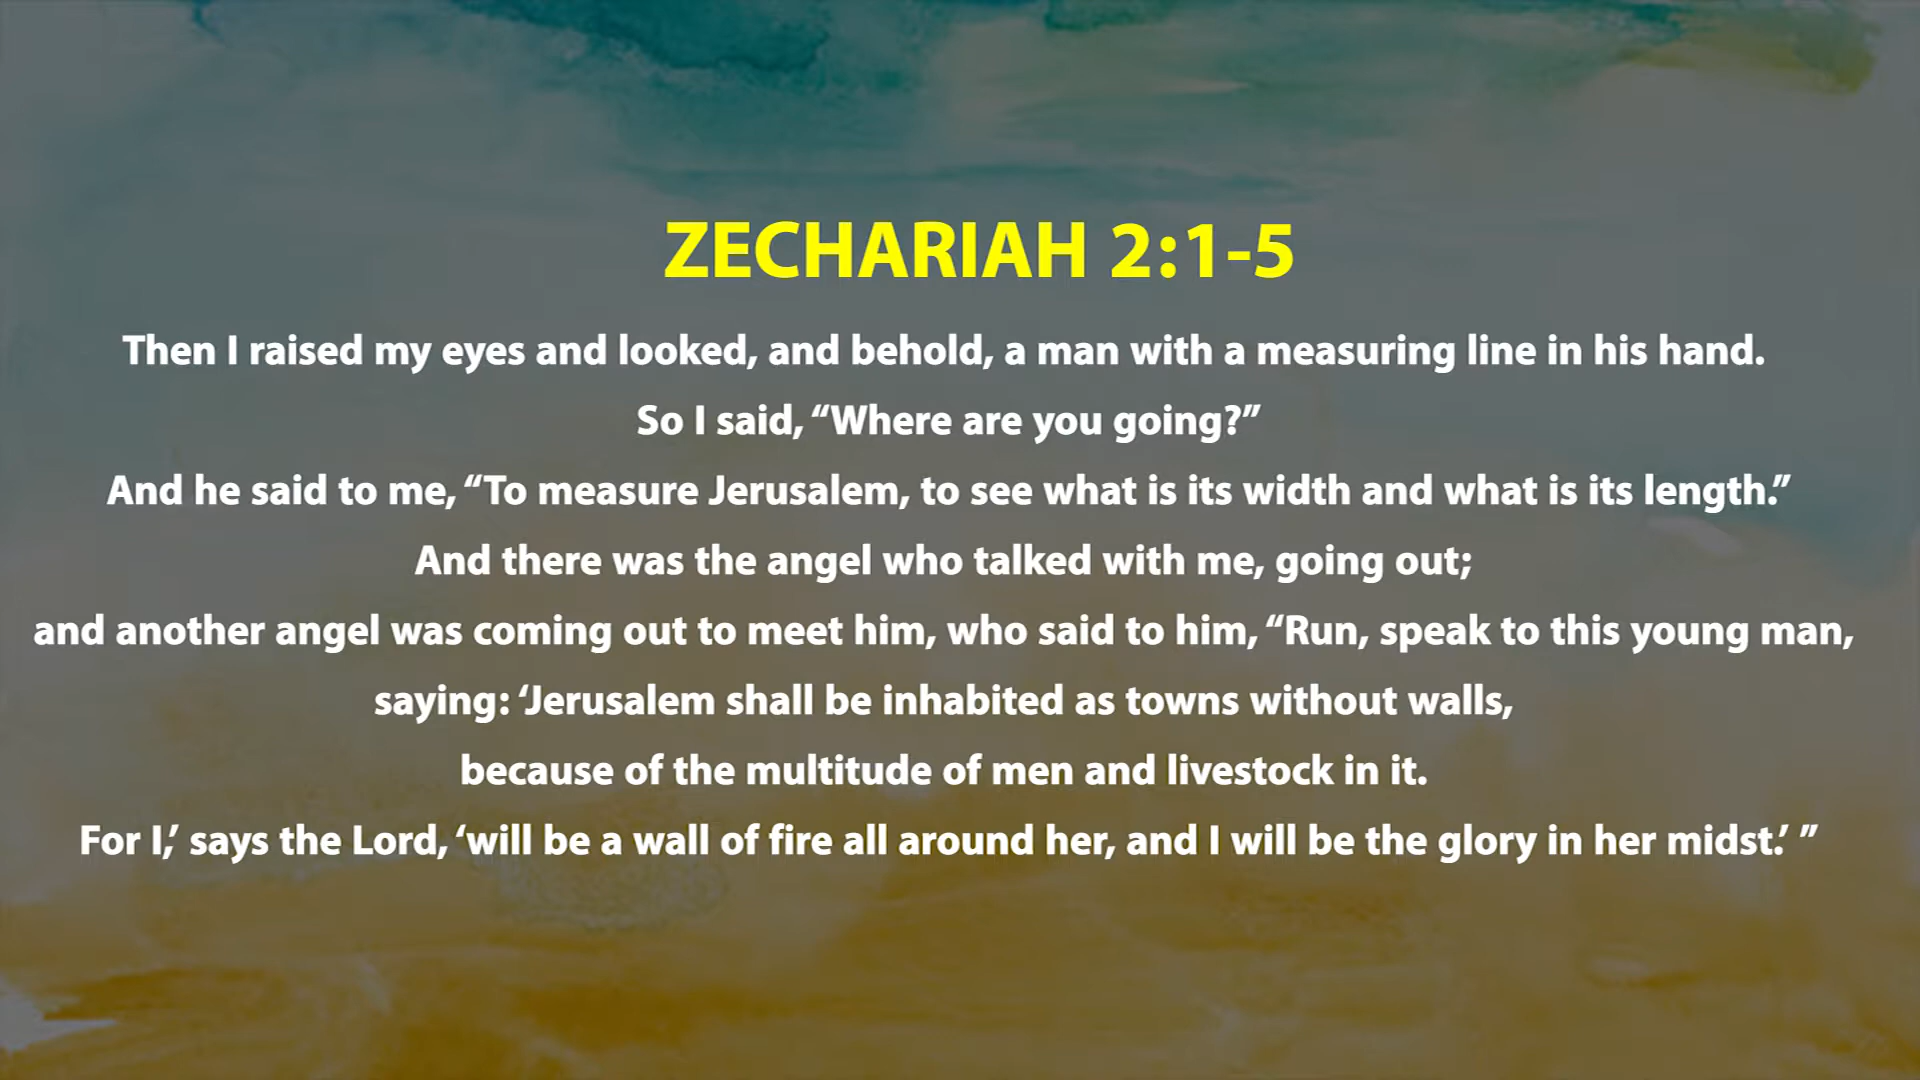 ZECHARIAH 2:1-5
Then I raised my eyes and looked, and behold, a man with a measuring line in his hand.
So I said, “Where are you going?”
And he said to me, “To measure Jerusalem, to see what is its width and what is its length.”
And there was the angel who talked with me, going out;
and another angel was coming out to meet him, who said to him, “Run, speak to this young man,
saying: ‘Jerusalem shall be inhabited as towns without walls,
because of the multitude of men and livestock in it.
For I,’ says the Lord, ‘will be a wall of fire all around her, and I will be the glory in her midst.’ ”